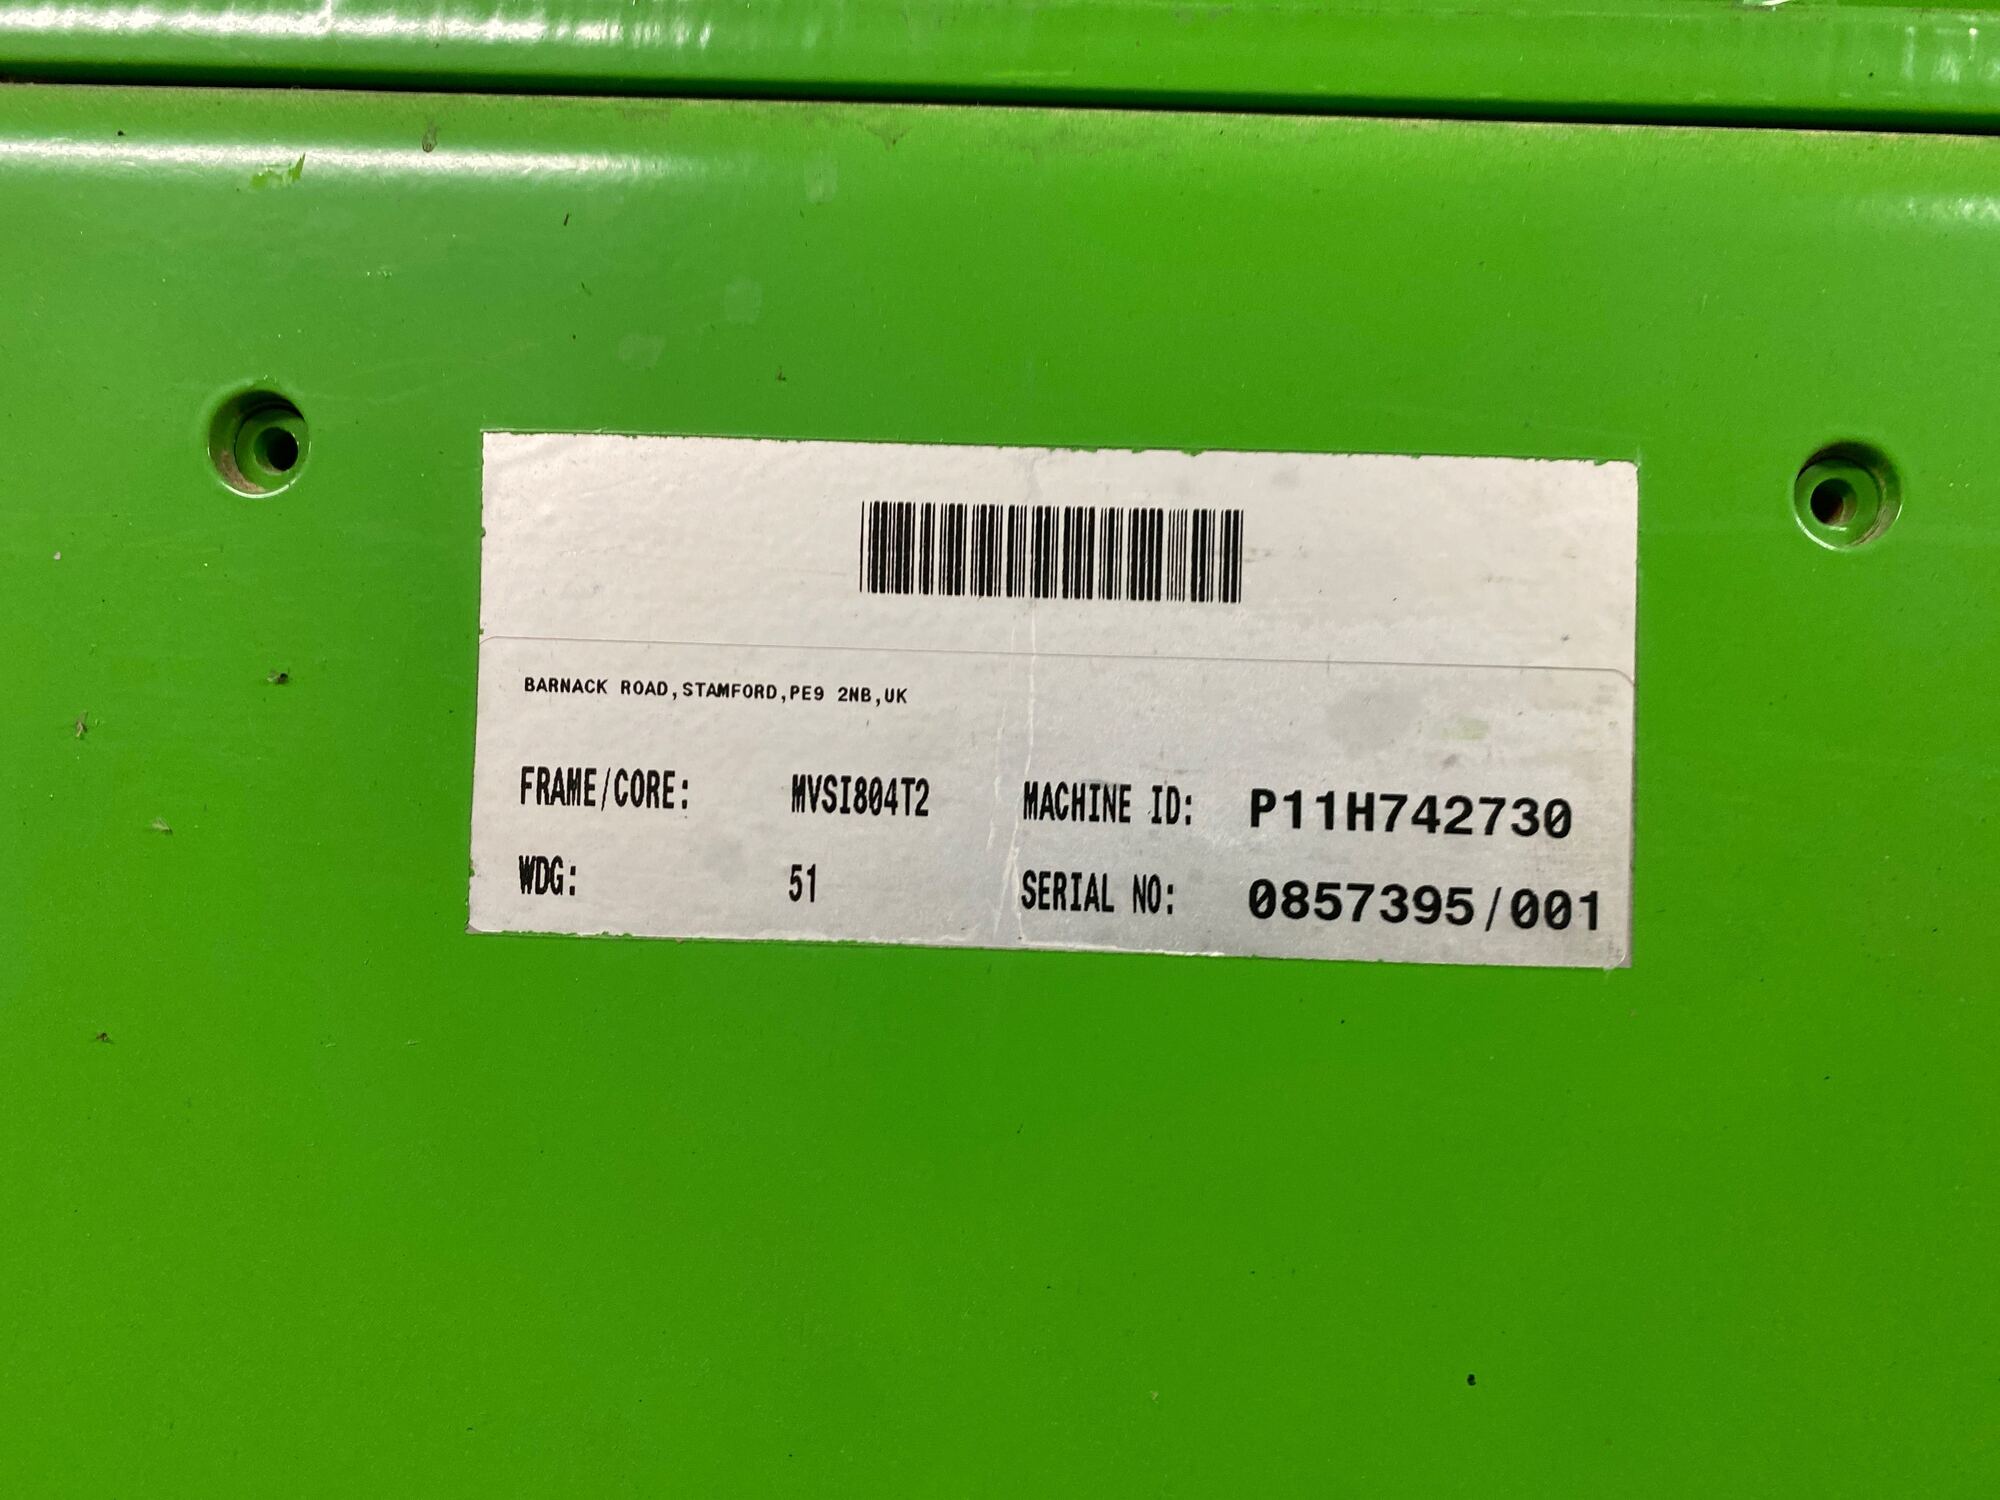 BARNACK ROAD,STAMFORD,PE9 2NB,UK
FRAME/CORE: MVSI804T2 MACHINE ID: P11H742730
WDG: 51 SERIAL NO: 0857395/001